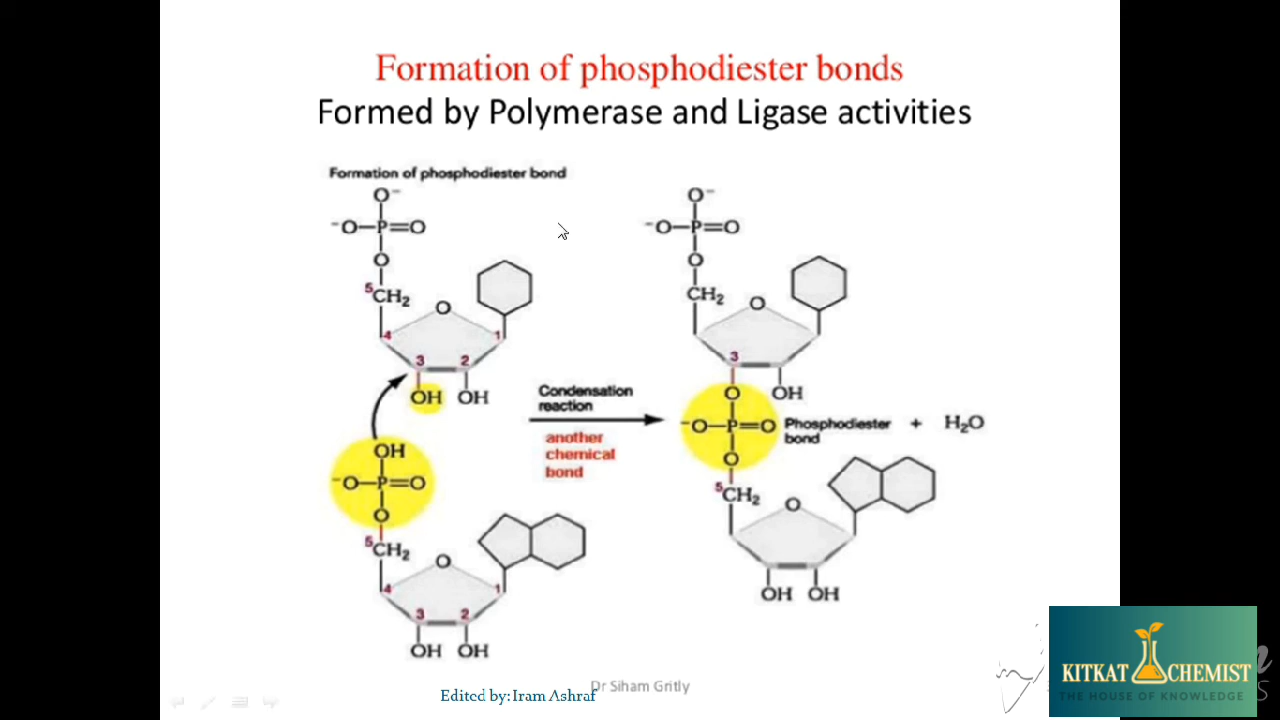 Formation of phosphodiester bonds
Formed by Polymerase and Ligase activities
Formation of phosphodiester bond
O⁻
⁻O—P=O
O
5
CH₂
O
4
1
3
2
OH
OH
OH
⁻O—P=O
O
5
CH₂
O
4
1
3
2
OH
OH
Condensation
reaction
another
chemical
bond
O⁻
⁻O—P=O
O
CH₂
O
3
O
OH
⁻O—P=O
O
Phosphodiester
bond
+
H₂O
5
CH₂
O
OH
OH
Dr Siham Gritly
Edited by: Iram Ashraf
KITKAT CHEMIST
THE HOUSE OF KNOWLEDGE